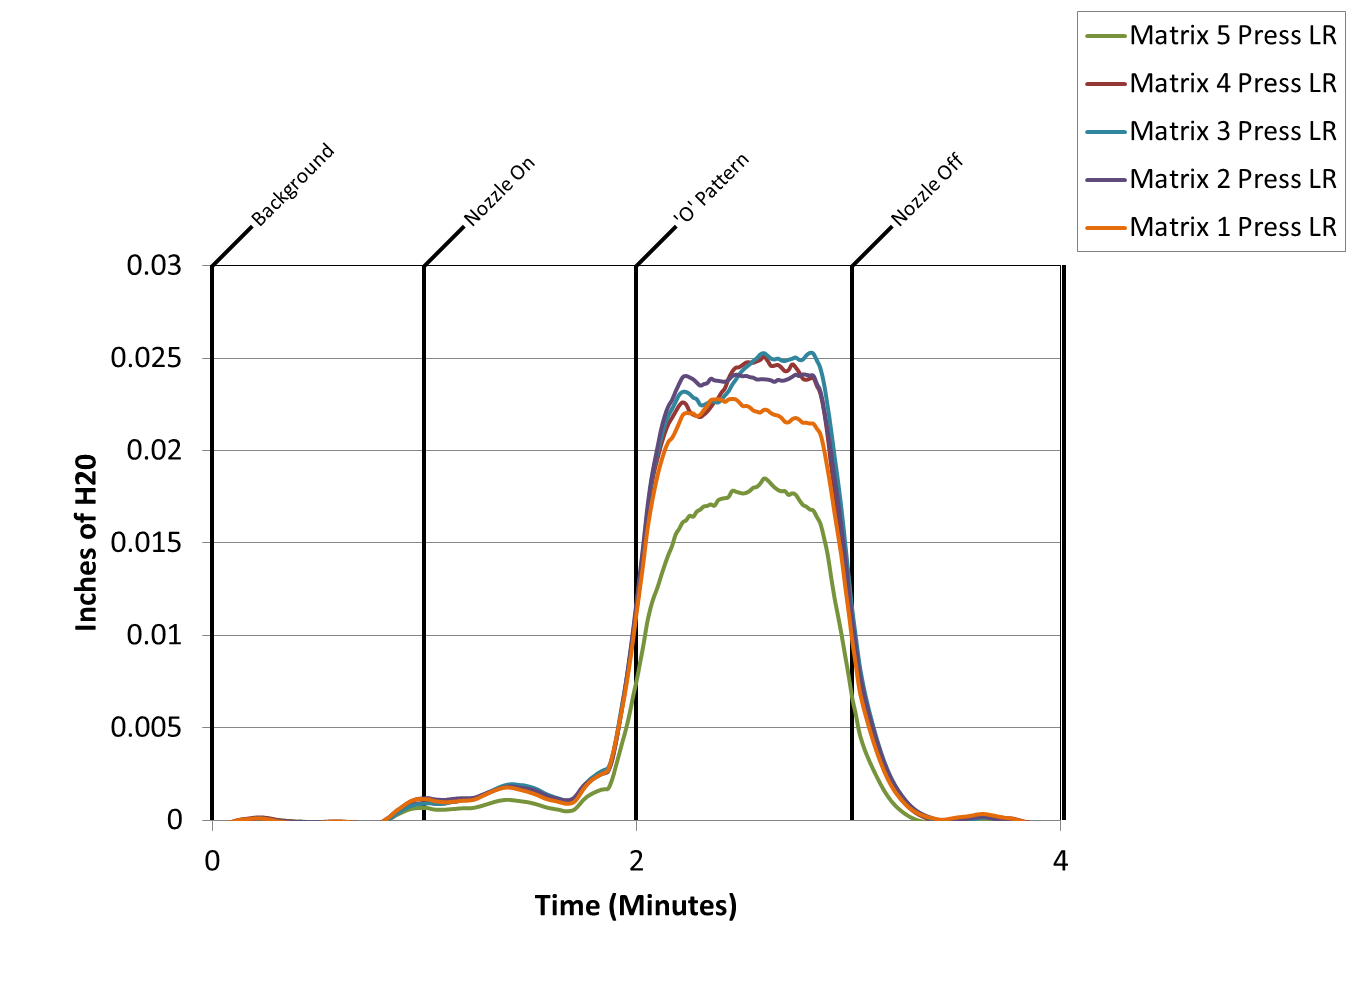 Matrix 5 Press LR
Matrix 4 Press LR
Matrix 3 Press LR
Matrix 2 Press LR
Matrix 1 Press LR
Background
Nozzle On
'O' Pattern
Nozzle Off
0.03
0.025
0.02
0.015
0.01
0.005
0
Inches of H20
0 2 4
Time (Minutes)